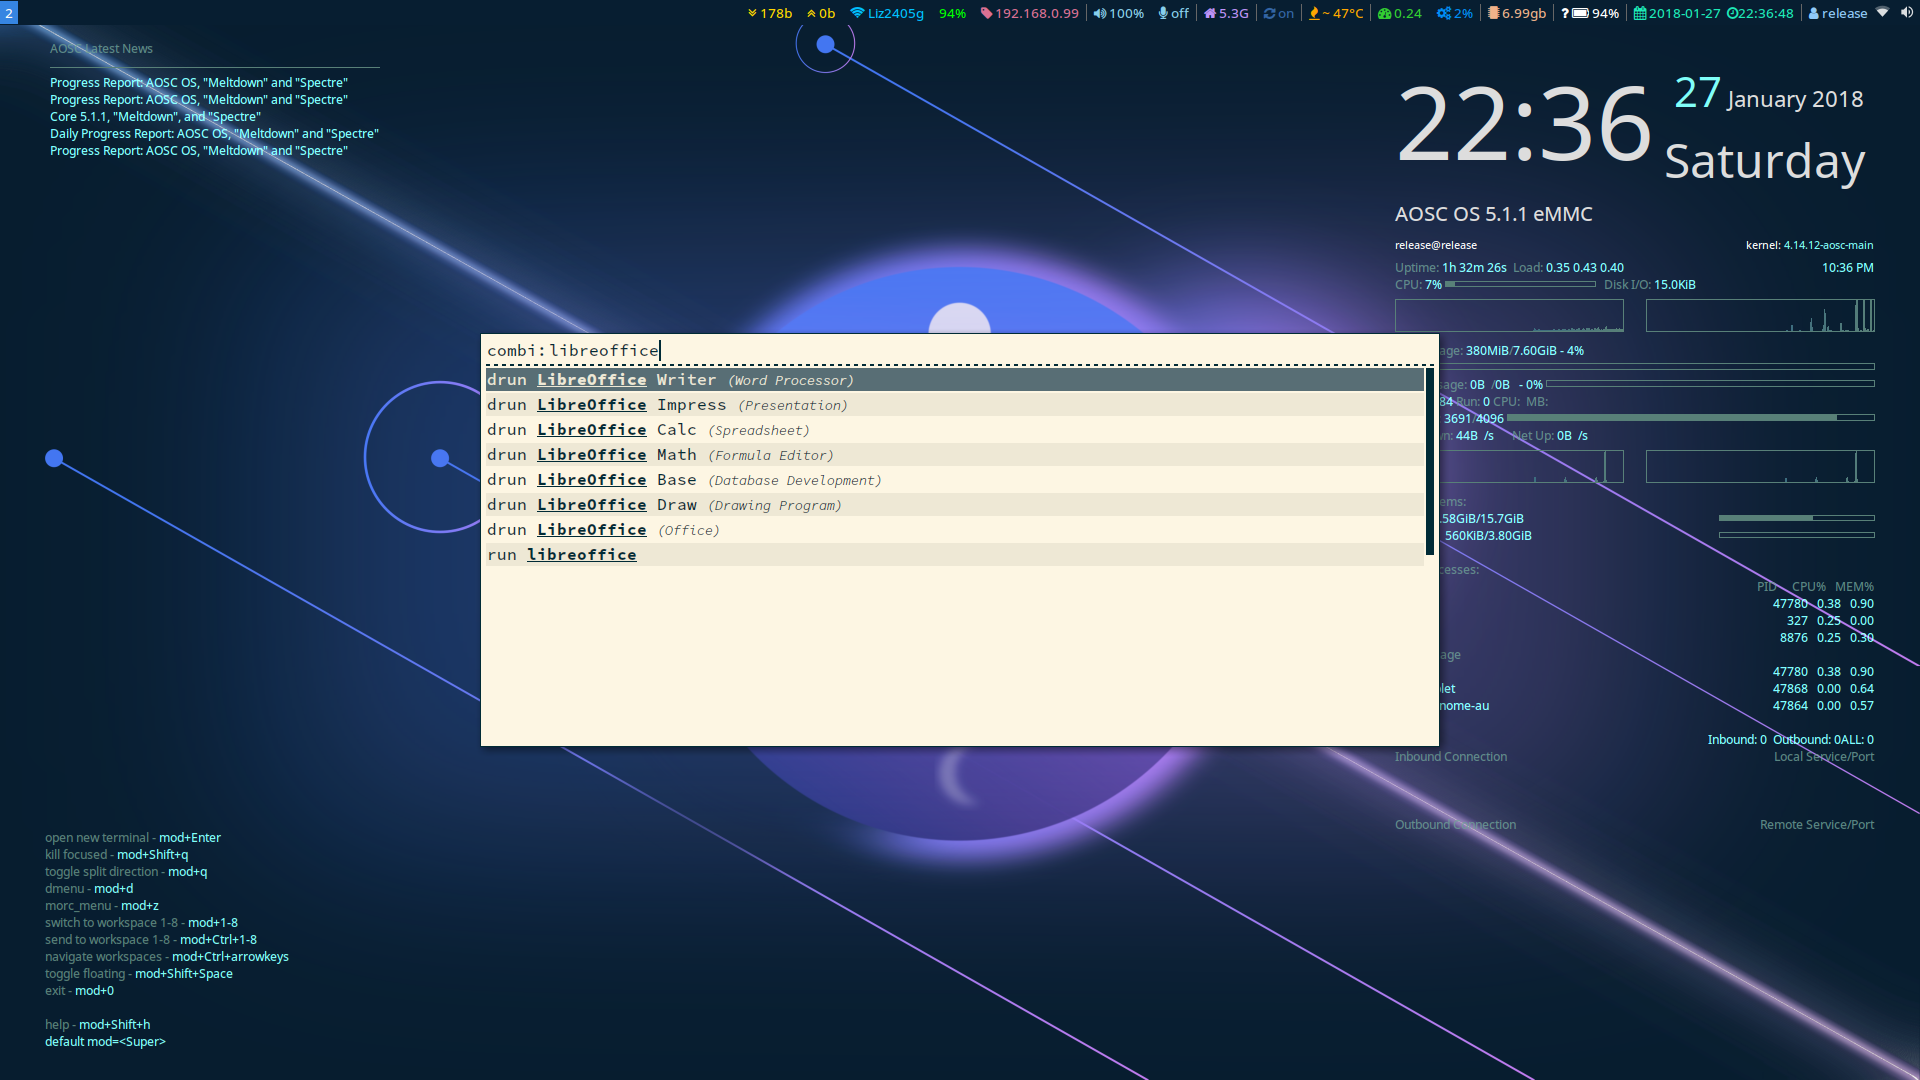 2
178b 0b Liz2405g 94% 192.168.0.99 100% off 5.3G on ~ 47°C 0.24 2% 6.99gb ? 94% 2018-01-27 22:36:48 release
AOSC Latest News
Progress Report: AOSC OS, "Meltdown" and "Spectre"
Progress Report: AOSC OS, "Meltdown" and "Spectre"
Core 5.1.1, "Meltdown", and "Spectre"
Daily Progress Report: AOSC OS, "Meltdown" and "Spectre"
Progress Report: AOSC OS, "Meltdown" and "Spectre"
22:36
27 January 2018
Saturday
AOSC OS 5.1.1 eMMC
release@release kernel: 4.14.12-aosc-main
Uptime: 1h 32m 26s Load: 0.35 0.43 0.40 10:36 PM
CPU: 7% Disk I/O: 15.0KiB
combi:libreoffice
drun LibreOffice Writer (Word Processor)
drun LibreOffice Impress (Presentation)
drun LibreOffice Calc (Spreadsheet)
drun LibreOffice Math (Formula Editor)
drun LibreOffice Base (Database Development)
drun LibreOffice Draw (Drawing Program)
drun LibreOffice (Office)
run libreoffice
age: 380MiB/7.60GiB - 4%
age: 0B /0B - 0%
84 Run: 0 CPU: MB:
3691/4096
n: 44B /s Net Up: 0B /s
ems:
.58GiB/15.7GiB
560KiB/3.80GiB
esses:
PID CPU% MEM%
47780 0.38 0.90
327 0.25 0.00
8876 0.25 0.30
age
47780 0.38 0.90
let 47868 0.00 0.64
nome-au 47864 0.00 0.57
Inbound: 0 Outbound: 0ALL: 0
Inbound Connection Local Service/Port
Outbound Connection Remote Service/Port
open new terminal - mod+Enter
kill focused - mod+Shift+q
toggle split direction - mod+q
dmenu - mod+d
morc_menu - mod+z
switch to workspace 1-8 - mod+1-8
send to workspace 1-8 - mod+Ctrl+1-8
navigate workspaces - mod+Ctrl+arrowkeys
toggle floating - mod+Shift+Space
exit - mod+0
help - mod+Shift+h
default mod=<Super>